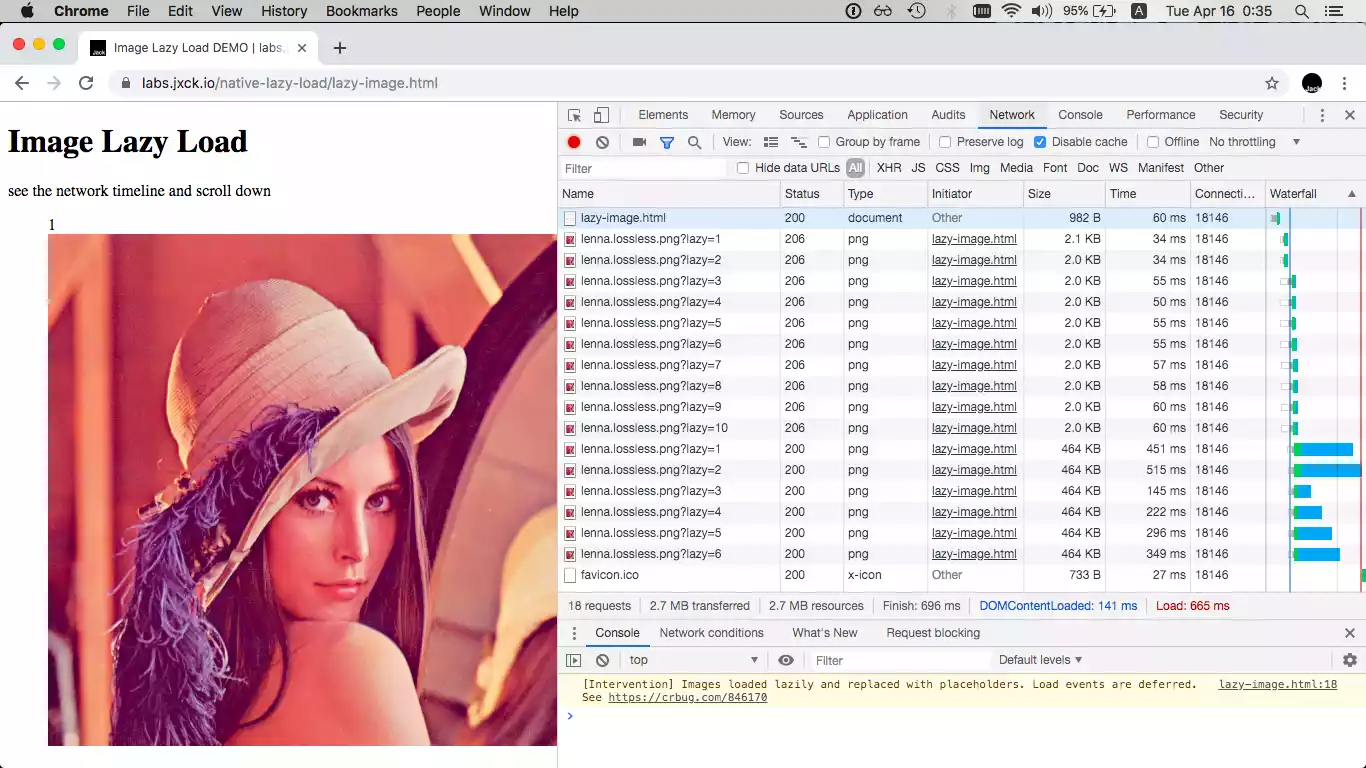 Chrome File Edit View History Bookmarks People Window Help 95% A Tue Apr 16 0:35
Jack Image Lazy Load DEMO | labs.
labs.jxck.io/native-lazy-load/lazy-image.html
Elements Memory Sources Application Audits Network Console Performance Security
View: Group by frame Preserve log Disable cache Offline No throttling
Filter Hide data URLs All XHR JS CSS Img Media Font Doc WS Manifest Other
Name Status Type Initiator Size Time Connecti… Waterfall
lazy-image.html 200 document Other 982 B 60 ms 18146
lenna.lossless.png?lazy=1 206 png lazy-image.html 2.1 KB 34 ms 18146
lenna.lossless.png?lazy=2 206 png lazy-image.html 2.0 KB 34 ms 18146
lenna.lossless.png?lazy=3 206 png lazy-image.html 2.0 KB 55 ms 18146
lenna.lossless.png?lazy=4 206 png lazy-image.html 2.0 KB 50 ms 18146
lenna.lossless.png?lazy=5 206 png lazy-image.html 2.0 KB 55 ms 18146
lenna.lossless.png?lazy=6 206 png lazy-image.html 2.0 KB 55 ms 18146
lenna.lossless.png?lazy=7 206 png lazy-image.html 2.0 KB 57 ms 18146
lenna.lossless.png?lazy=8 206 png lazy-image.html 2.0 KB 58 ms 18146
lenna.lossless.png?lazy=9 206 png lazy-image.html 2.0 KB 60 ms 18146
lenna.lossless.png?lazy=10 206 png lazy-image.html 2.0 KB 60 ms 18146
lenna.lossless.png?lazy=1 200 png lazy-image.html 464 KB 451 ms 18146
lenna.lossless.png?lazy=2 200 png lazy-image.html 464 KB 515 ms 18146
lenna.lossless.png?lazy=3 200 png lazy-image.html 464 KB 145 ms 18146
lenna.lossless.png?lazy=4 200 png lazy-image.html 464 KB 222 ms 18146
lenna.lossless.png?lazy=5 200 png lazy-image.html 464 KB 296 ms 18146
lenna.lossless.png?lazy=6 200 png lazy-image.html 464 KB 349 ms 18146
favicon.ico 200 x-icon Other 733 B 27 ms 18146
18 requests 2.7 MB transferred 2.7 MB resources Finish: 696 ms DOMContentLoaded: 141 ms Load: 665 ms
Console Network conditions What's New Request blocking
top Filter Default levels
[Intervention] Images loaded lazily and replaced with placeholders. Load events are deferred. lazy-image.html:18
See https://crbug.com/846170
Image Lazy Load
see the network timeline and scroll down
1